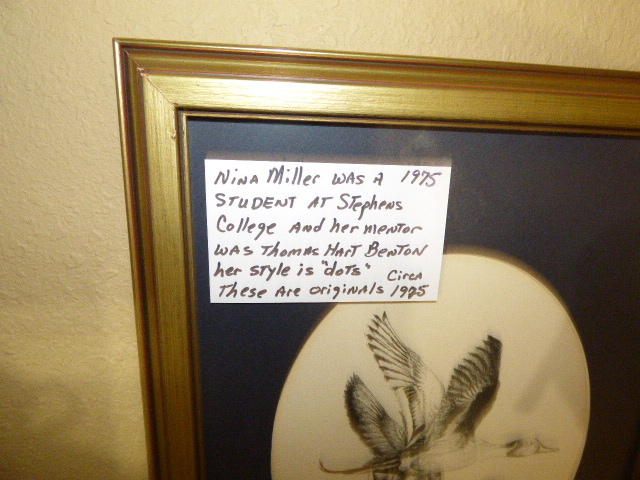 Nina Miller was a 1975
student at Stephens
College and her mentor
was Thomas Hart Benton
her style is "dots" Circa
These are originals 1975